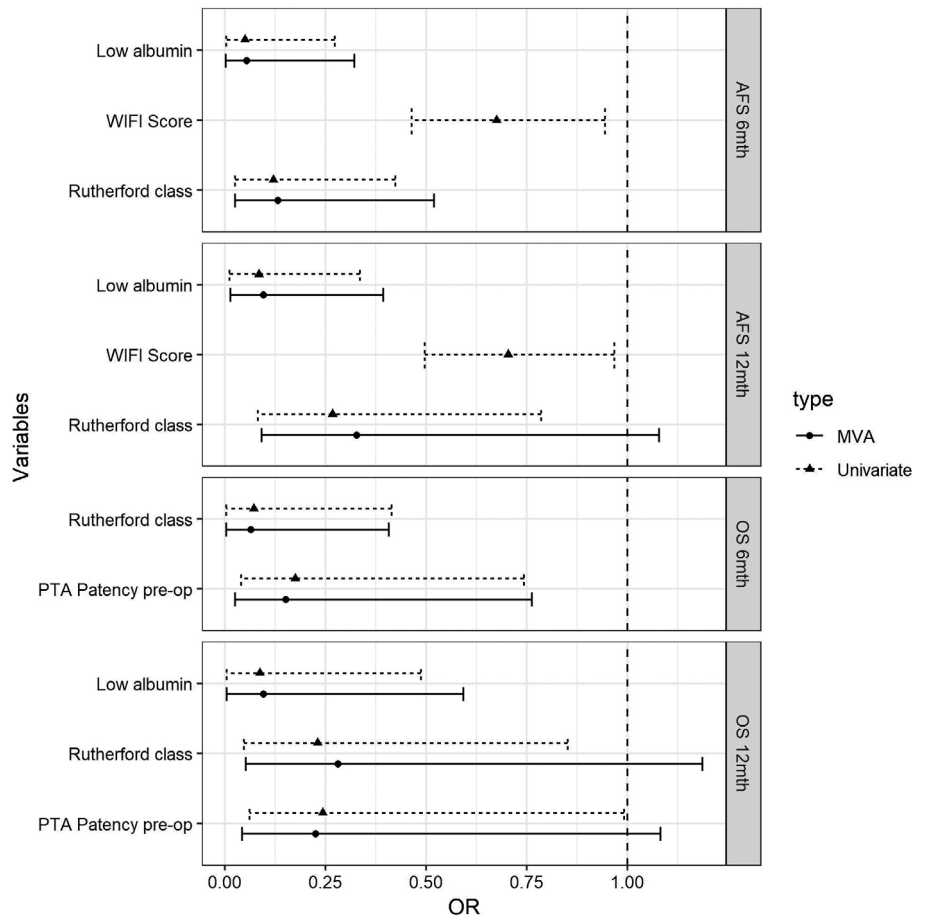 Variables
Low albumin
WIFI Score
Rutherford class
AFS 6mth
Low albumin
WIFI Score
Rutherford class
AFS 12mth
Rutherford class
PTA Patency pre-op
OS 6mth
Low albumin
Rutherford class
PTA Patency pre-op
OS 12mth
0.00 0.25 0.50 0.75 1.00
OR
type
MVA
Univariate